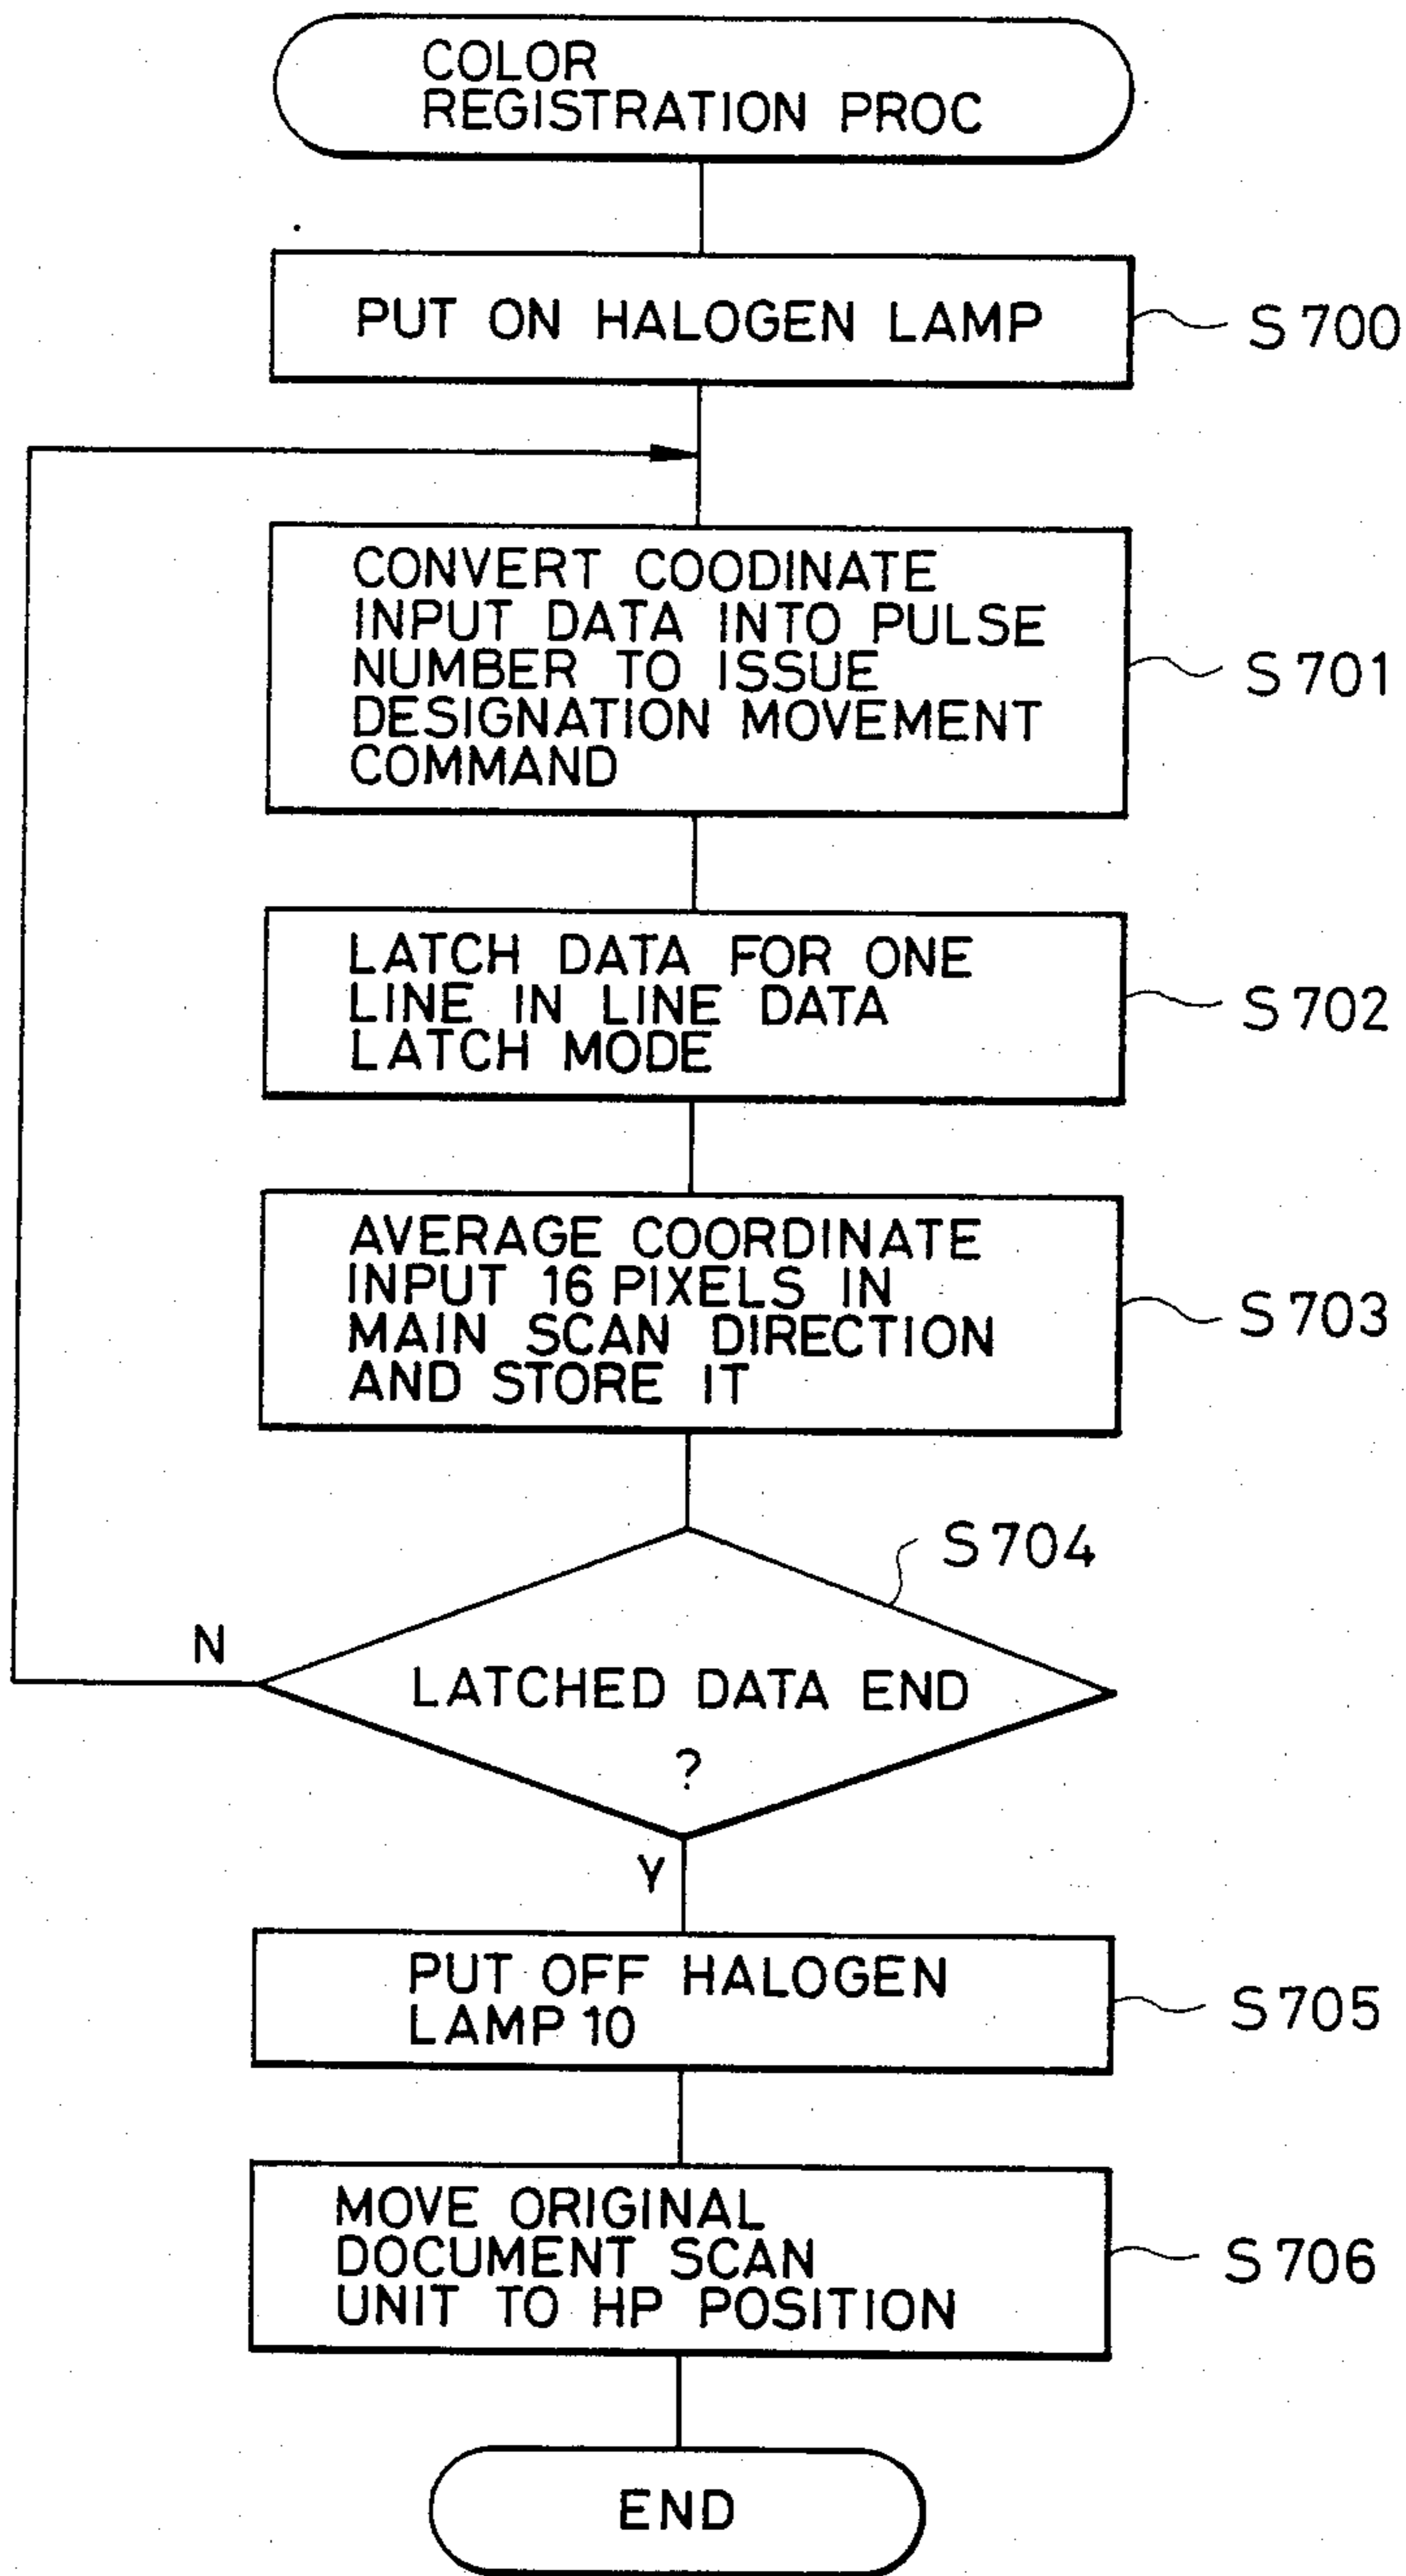 COLOR
REGISTRATION PROC
PUT ON HALOGEN LAMP
S700
CONVERT COODINATE
INPUT DATA INTO PULSE
NUMBER TO ISSUE
DESIGNATION MOVEMENT
COMMAND
S701
LATCH DATA FOR ONE
LINE IN LINE DATA
LATCH MODE
S702
AVERAGE COORDINATE
INPUT 16 PIXELS IN
MAIN SCAN DIRECTION
AND STORE IT
S703
S704
N
LATCHED DATA END
?
Y
PUT OFF HALOGEN
LAMP 10
S705
MOVE ORIGINAL
DOCUMENT SCAN
UNIT TO HP POSITION
S706
END